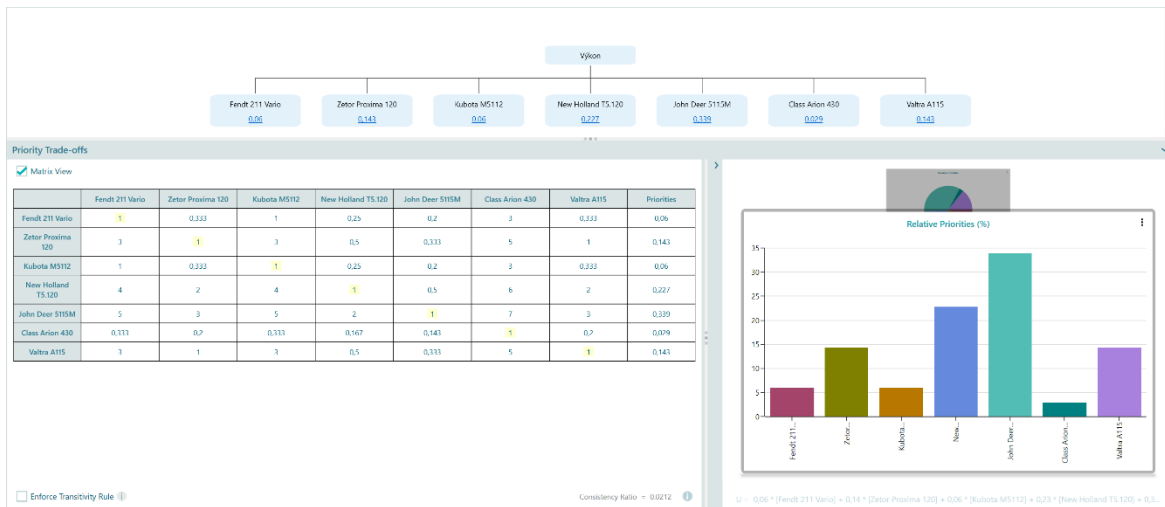 Výkon
Fendt 211 Vario Zetor Proxima 120 Kubota M5112 New Holland T5.120 John Deer 5115M Class Arion 430 Valtra A115
0,06 0,143 0,06 0,227 0,339 0,029 0,143
Priority Trade-offs
Matrix View
Fendt 211 Vario Zetor Proxima 120 Kubota M5112 New Holland T5.120 John Deer 5115M Class Arion 430 Valtra A115 Priorities
Fendt 211 Vario 1 0,333 1 0,25 0,2 3 0,333 0,06
Zetor Proxima
120 3 1 3 0,5 0,333 5 1 0,143
Kubota M5112 1 0,333 1 0,25 0,2 3 0,333 0,06
New Holland
T5.120 4 2 4 1 0,5 6 2 0,227
John Deer 5115M 5 3 5 2 1 7 3 0,339
Class Arion 430 0,333 0,2 0,333 0,167 0,143 1 0,2 0,029
Valtra A115 3 1 3 0,5 0,333 5 1 0,143
Enforce Transitivity Rule
Consistency Ratio = 0.0212
Relative Priorities (%)
35
30
25
20
15
10
5
0
Fendt 211... Zetor... Kubota... New... John Deer... Class Arion... Valtra A115
U = 0,06 * [Fendt 211 Vario] + 0,14 * [Zetor Proxima 120] + 0,06 * [Kubota M5112] + 0,23 * [New Holland T5.120] + 0,3...